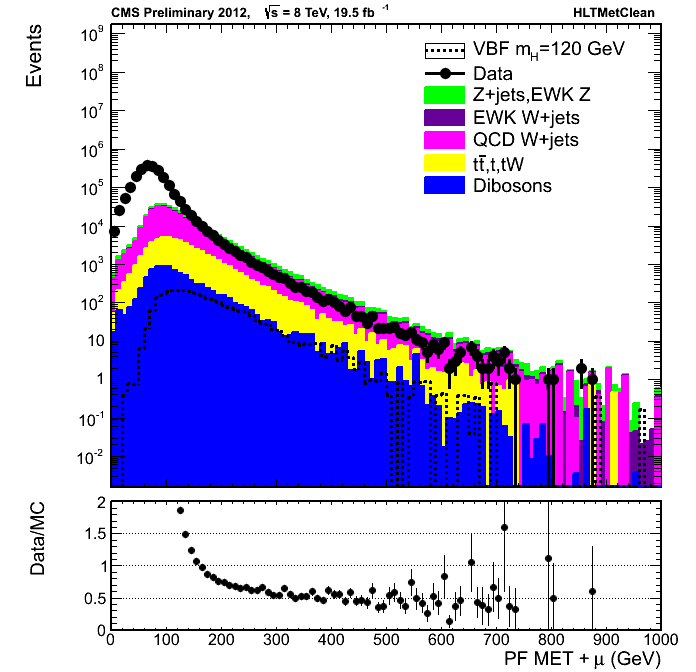 CMS Preliminary 2012, √s = 8 TeV, 19.5 fb⁻¹ HLTMetClean
Events
10⁹
10⁸
10⁷
10⁶
10⁵
10⁴
10³
10²
10
1
10⁻¹
10⁻²
VBF m_H=120 GeV
Data
Z+jets,EWK Z
EWK W+jets
QCD W+jets
tt̄,t,tW
Dibosons
Data/MC
2
1.5
1
0.5
0
0 100 200 300 400 500 600 700 800 900 1000
PF MET + μ (GeV)